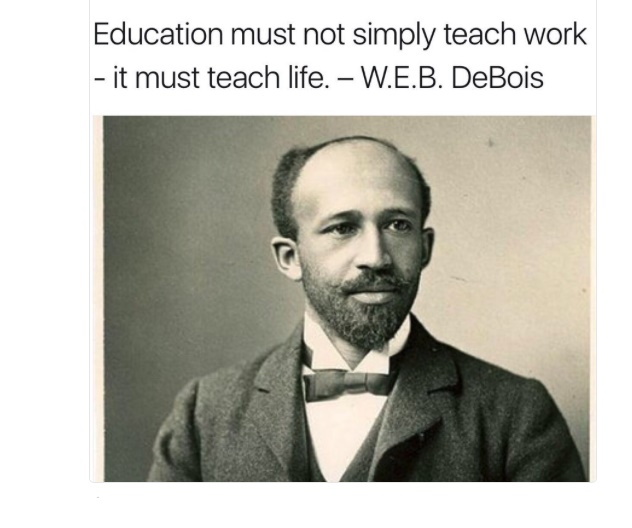 Education must not simply teach work
- it must teach life. – W.E.B. DeBois